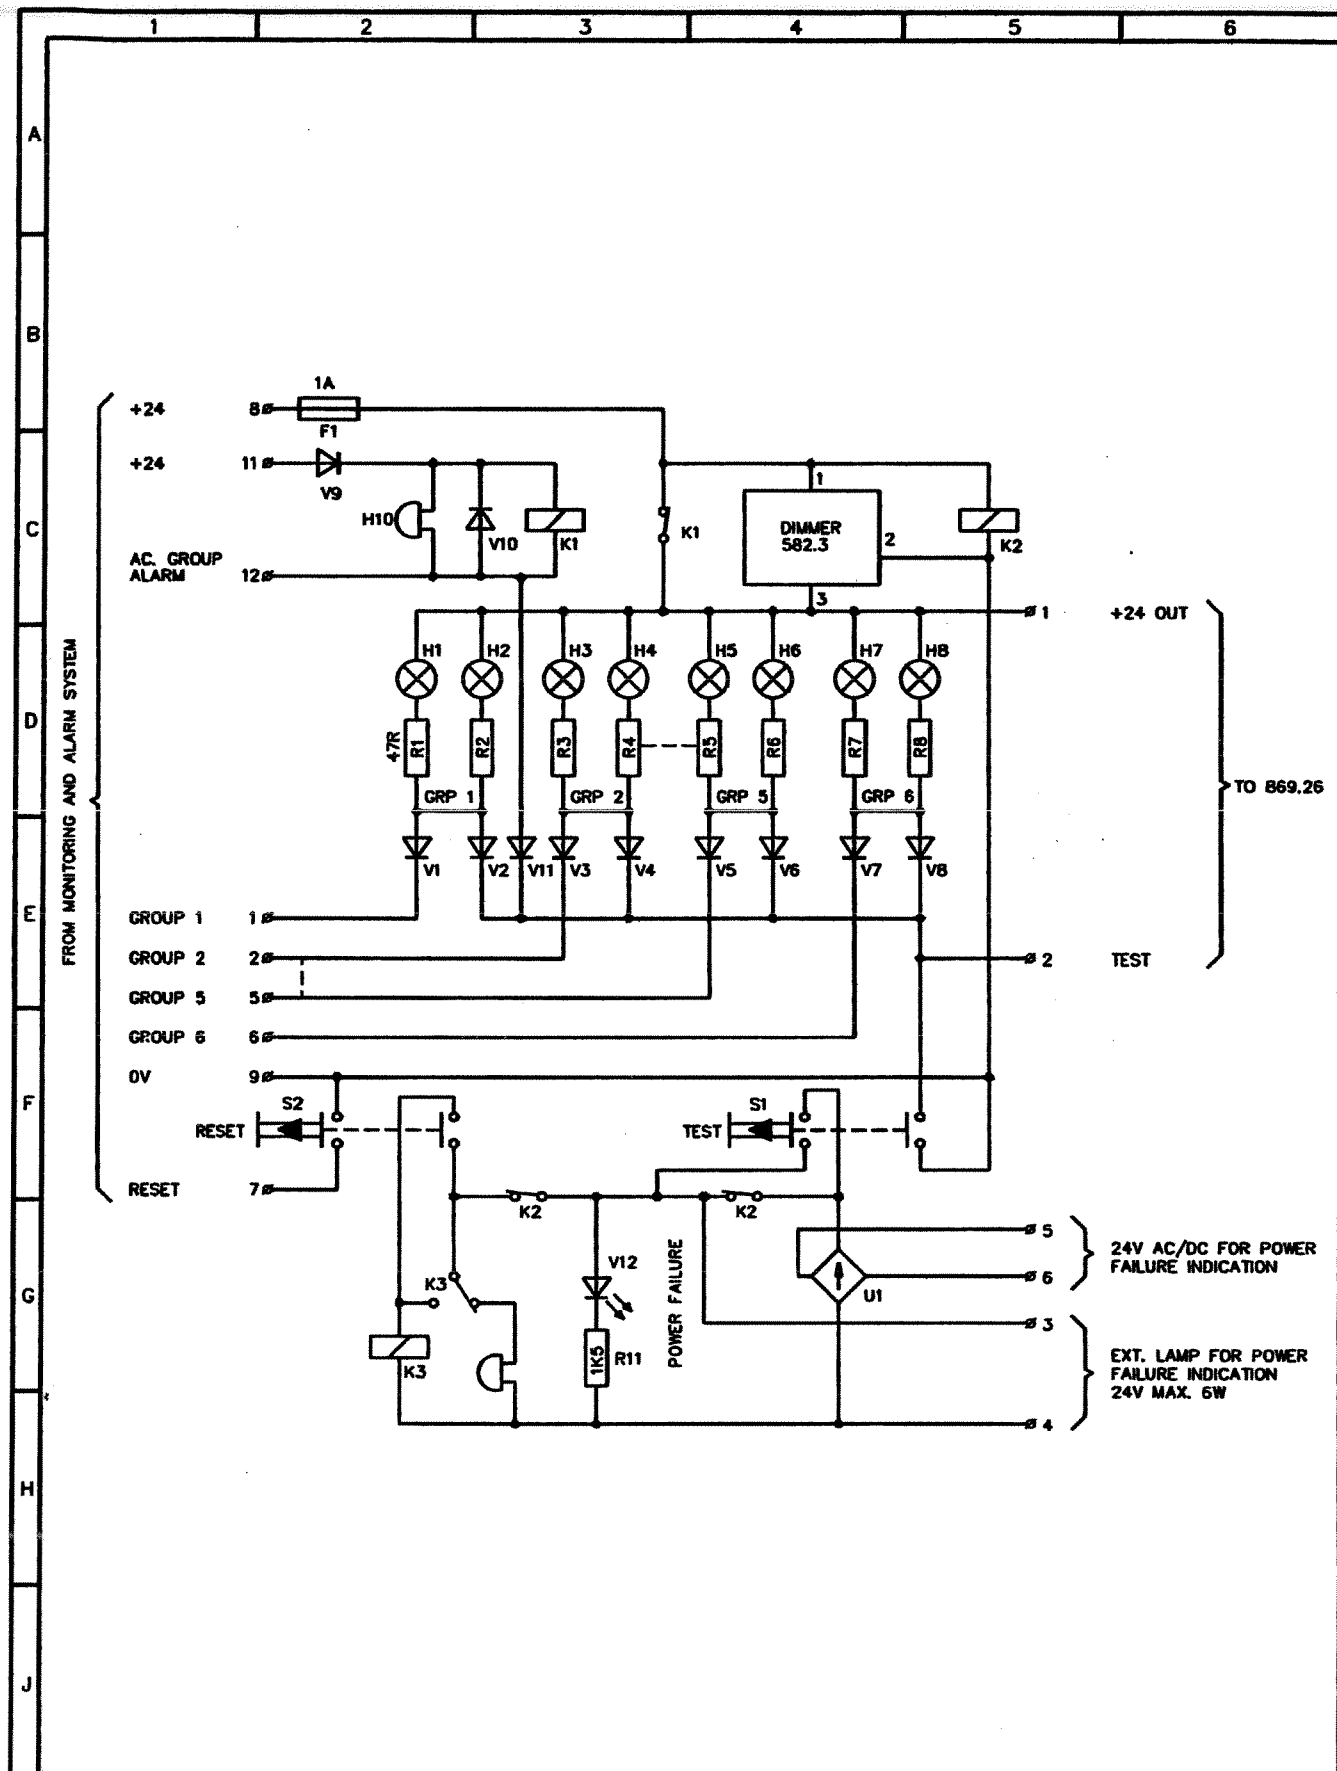 1 2 3 4 5 6
A
B
C
D
E
F
G
H
J
FROM MONITORING AND ALARM SYSTEM
1A
+24 8
F1
+24 11
V9
H10
V10
K1
K1
DIMMER
582.3
1
2
3
K2
AC. GROUP
ALARM 12
1 +24 OUT
H1 H2 H3 H4 H5 H6 H7 H8
47R
R1 R2 R3 R4 R5 R6 R7 R8
GRP 1 GRP 2 GRP 5 GRP 6
TO 869.26
V1 V2 V11 V3 V4 V5 V6 V7 V8
GROUP 1 1
GROUP 2 2
2 TEST
GROUP 5 5
GROUP 6 6
0V 9
S2
S1
RESET
TEST
RESET 7
K2
K2
POWER FAILURE
5
24V AC/DC FOR POWER
FAILURE INDICATION
6
V12
K3
U1
3
1K5
R11
K3
EXT. LAMP FOR POWER
FAILURE INDICATION
24V MAX. 6W
4